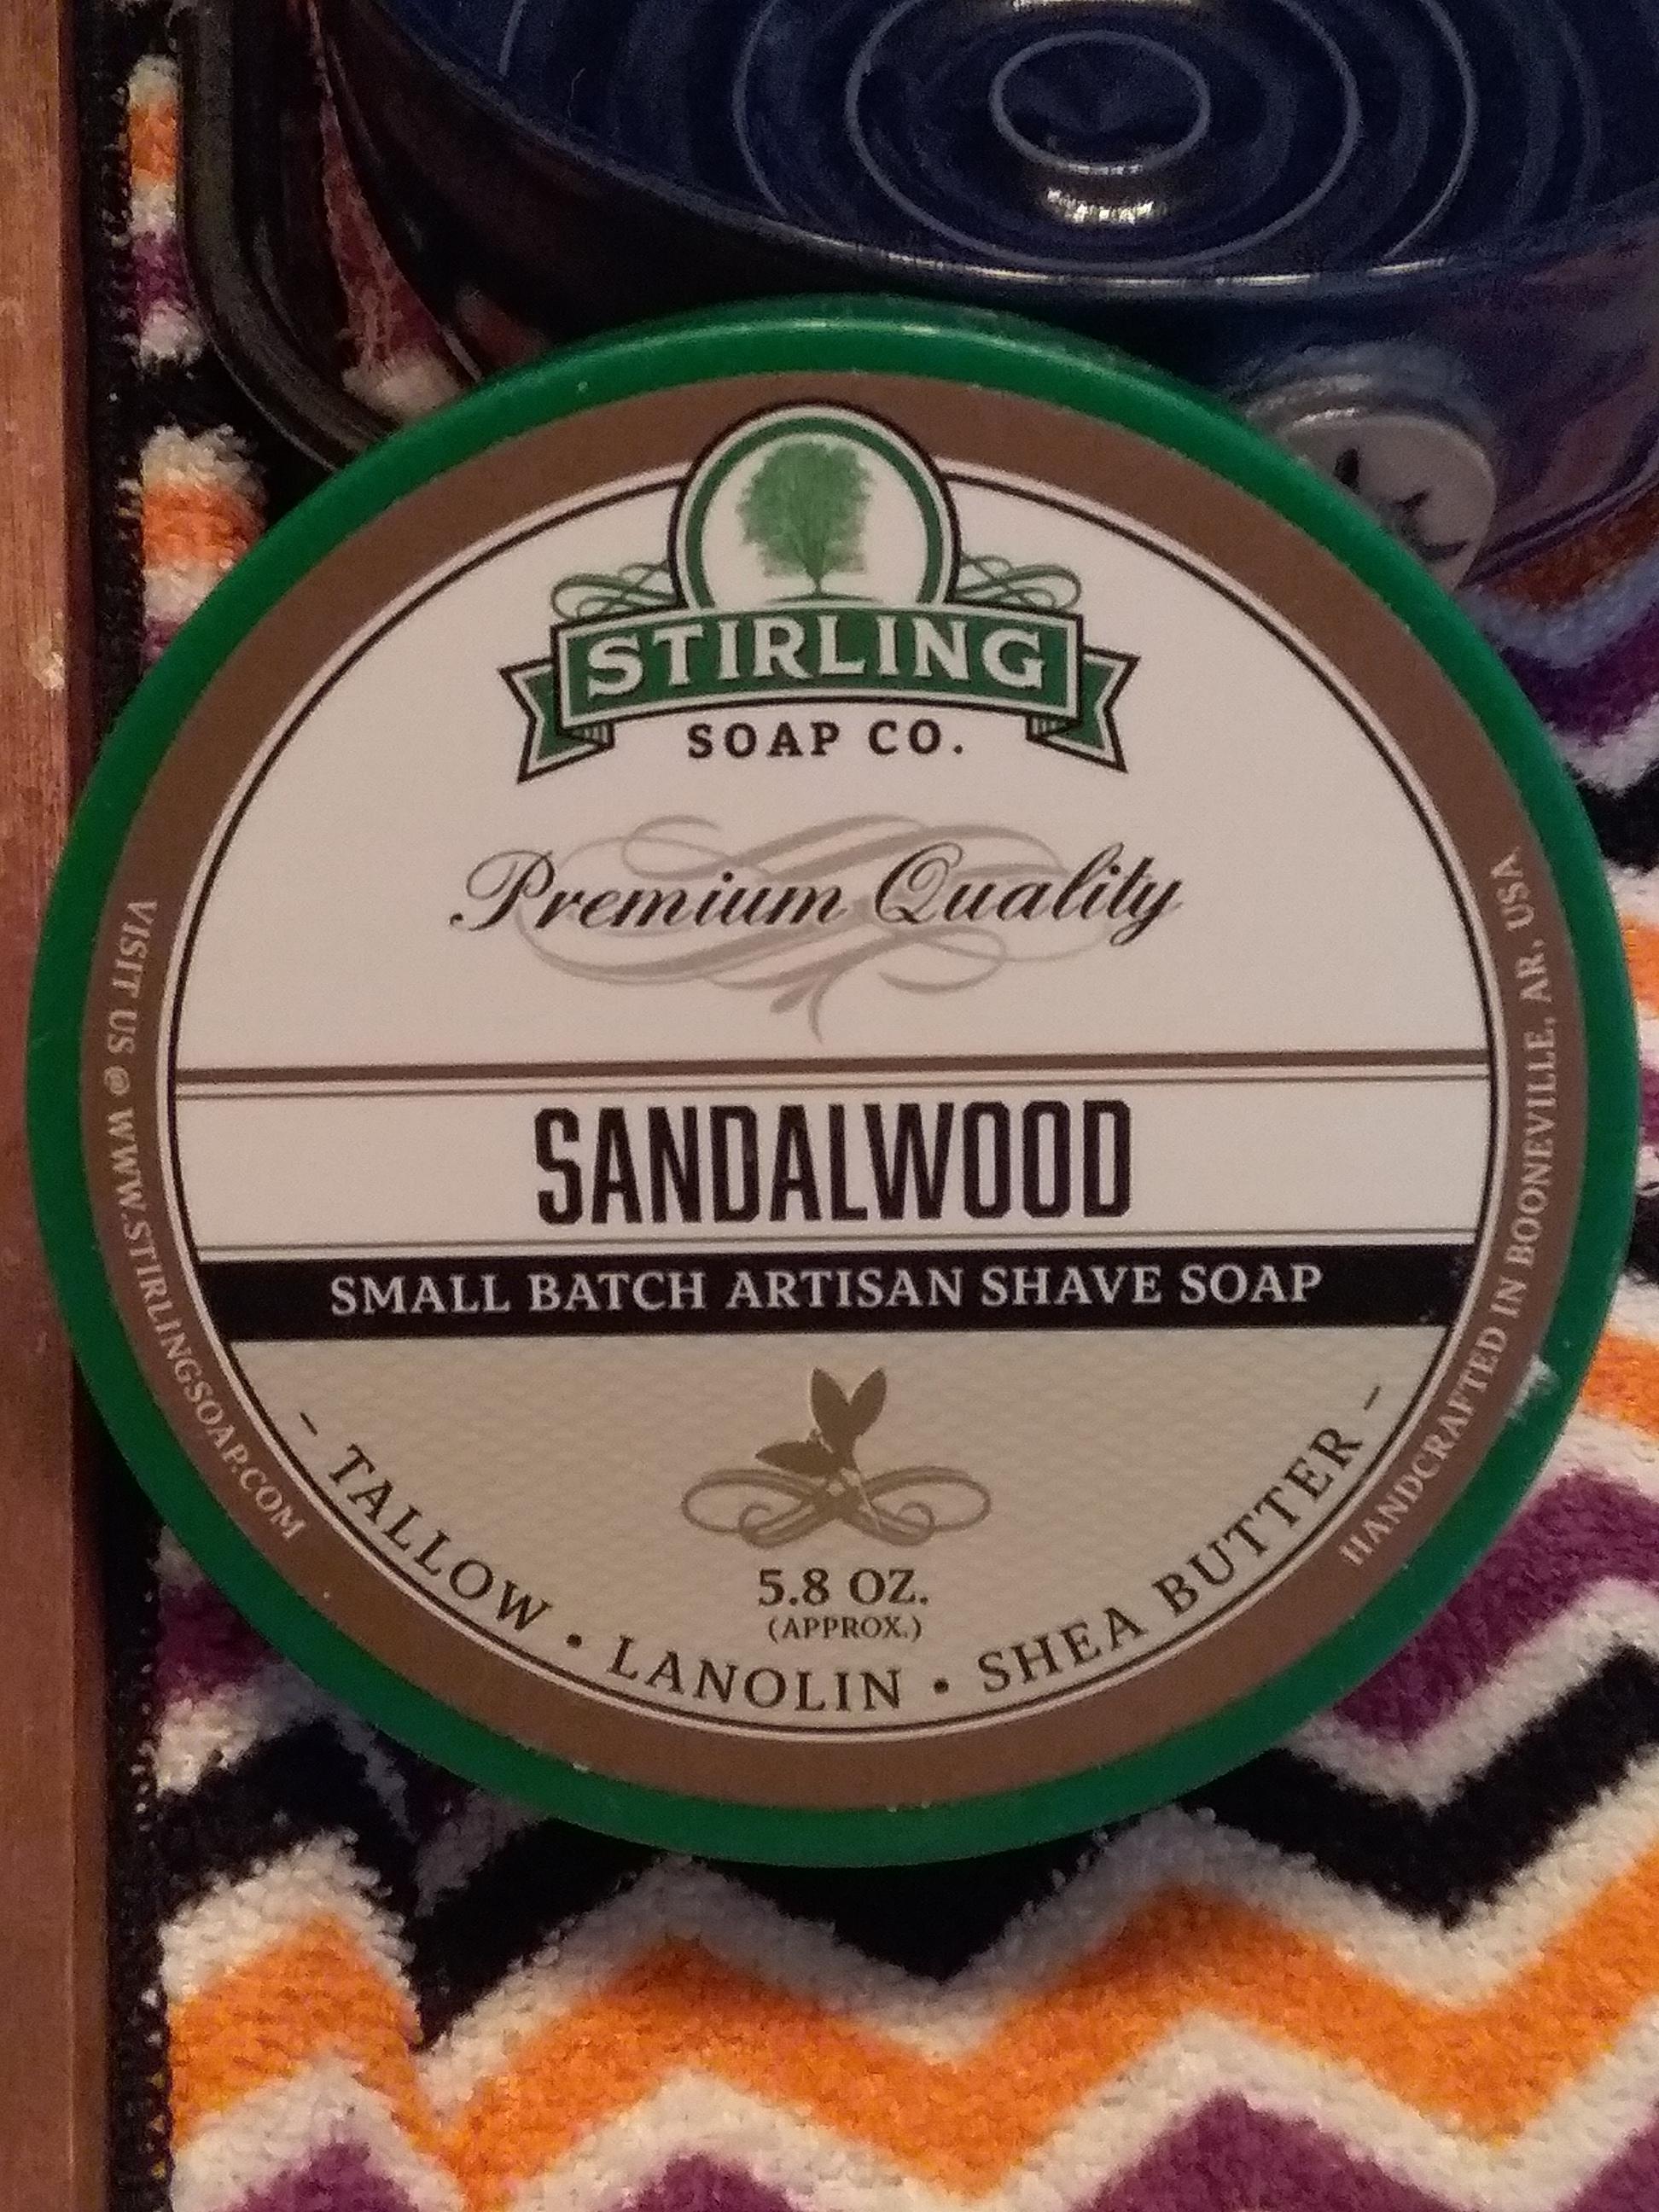 STIRLING
SOAP CO.
Premium Quality
SANDALWOOD
SMALL BATCH ARTISAN SHAVE SOAP
5.8 OZ.
(APPROX.)
- TALLOW • LANOLIN • SHEA BUTTER -
VISIT US @ WWW.STIRLINGSOAP.COM
HANDCRAFTED IN BOONEVILLE, AR, USA